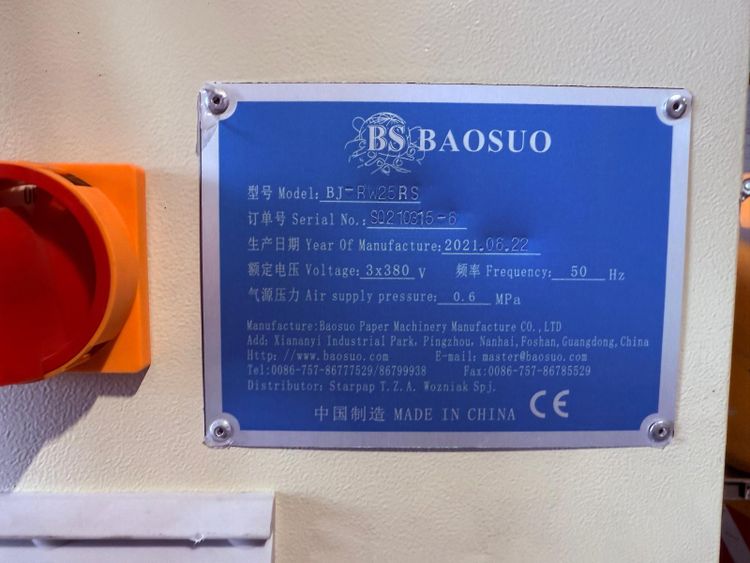 BS BAOSUO
型号 Model: BJ-RW25RS
订单号 Serial No.: SQ210315-6
生产日期 Year Of Manufacture: 2021.06.22
额定电压 Voltage: 3x380 V 频率 Frequency: 50 Hz
气源压力 Air supply pressure: 0.6 MPa
Manufacture:Baosuo Paper Machinery Manufacture CO.,LTD
Add: Xiananyi Industrial Park, Pingzhou, Nanhai,Foshan,Guangdong,China
Http: //www.baosuo.com E-mail: master@baosuo.com
Tel:0086-757-86777529/86799938 Fax:0086-757-86785529
Distributor: Starpap T.Z.A. Wozniak Spj.
中国制造 MADE IN CHINA CE